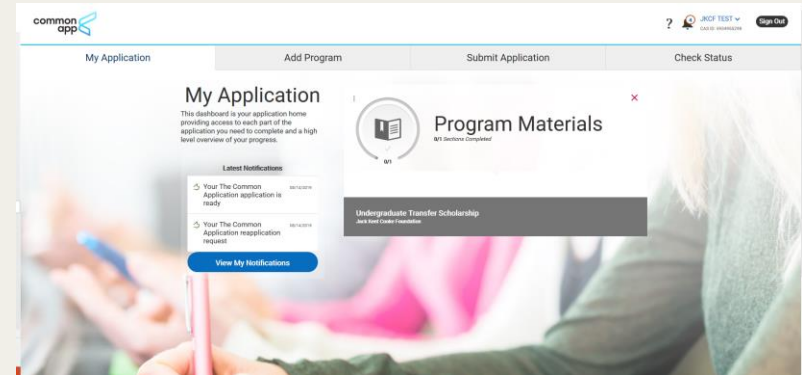 common app
? JKCF TEST Sign Out
My Application Add Program Submit Application Check Status
My Application
This dashboard is your application home
providing access to each part of the
application you need to complete and a high
level overview of your progress.
Latest Notifications
Your The Common
Application application is
ready
Your The Common
Application reapplication
request
View My Notifications
Program Materials
0/1 Sections Completed
0/1
Undergraduate Transfer Scholarship
Jack Kent Cooke Foundation